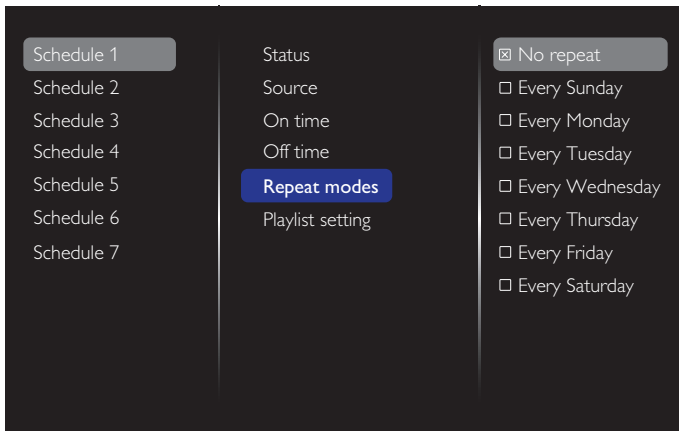 Schedule 1
Schedule 2
Schedule 3
Schedule 4
Schedule 5
Schedule 6
Schedule 7
Status
Source
On time
Off time
Repeat modes
Playlist setting
☒ No repeat
☐ Every Sunday
☐ Every Monday
☐ Every Tuesday
☐ Every Wednesday
☐ Every Thursday
☐ Every Friday
☐ Every Saturday